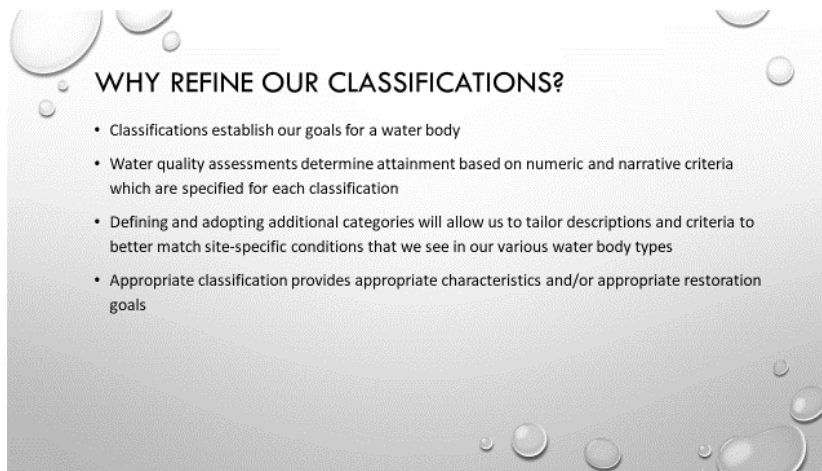 WHY REFINE OUR CLASSIFICATIONS?
• Classifications establish our goals for a water body
• Water quality assessments determine attainment based on numeric and narrative criteria
which are specified for each classification
• Defining and adopting additional categories will allow us to tailor descriptions and criteria to
better match site-specific conditions that we see in our various water body types
• Appropriate classification provides appropriate characteristics and/or appropriate restoration
goals